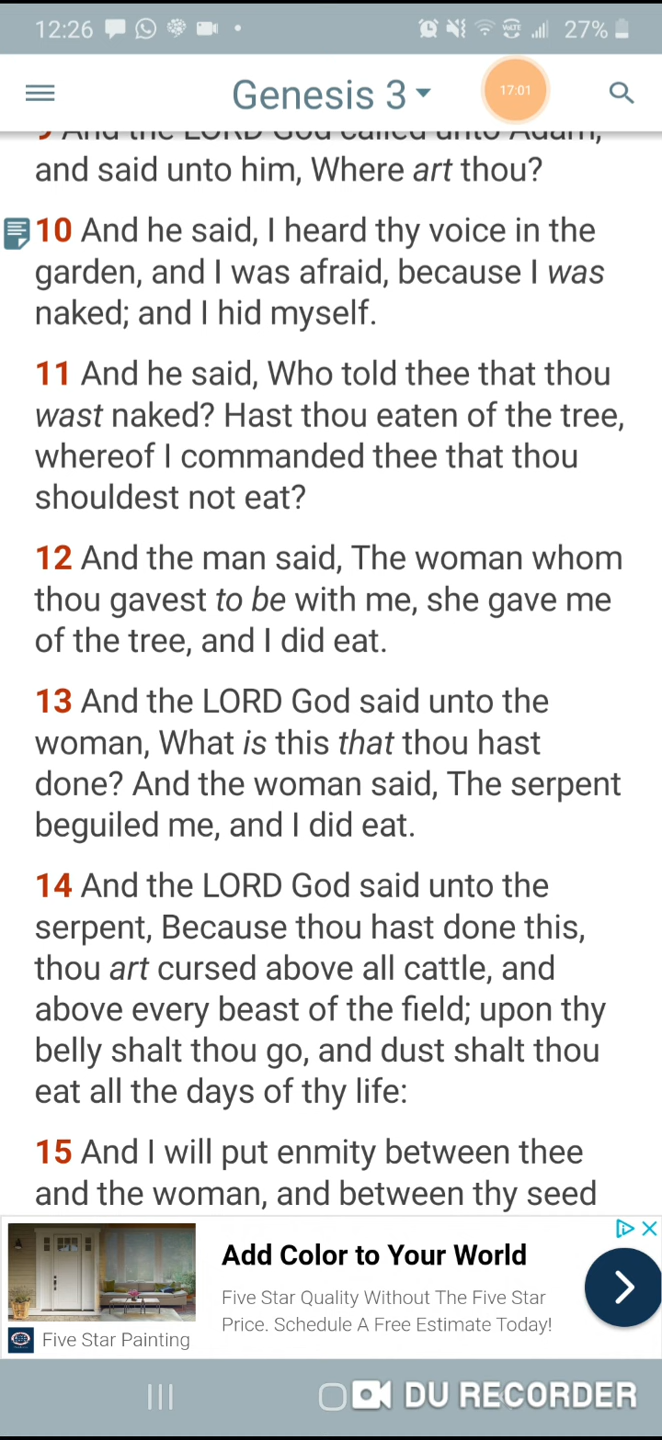 12:26 27%
Genesis 3 17:01
9 And the LORD God called unto Adam,
and said unto him, Where art thou?
10 And he said, I heard thy voice in the
garden, and I was afraid, because I was
naked; and I hid myself.
11 And he said, Who told thee that thou
wast naked? Hast thou eaten of the tree,
whereof I commanded thee that thou
shouldest not eat?
12 And the man said, The woman whom
thou gavest to be with me, she gave me
of the tree, and I did eat.
13 And the LORD God said unto the
woman, What is this that thou hast
done? And the woman said, The serpent
beguiled me, and I did eat.
14 And the LORD God said unto the
serpent, Because thou hast done this,
thou art cursed above all cattle, and
above every beast of the field; upon thy
belly shalt thou go, and dust shalt thou
eat all the days of thy life:
15 And I will put enmity between thee
and the woman, and between thy seed
Add Color to Your World
Five Star Quality Without The Five Star
Price. Schedule A Free Estimate Today!
Five Star Painting
DU RECORDER